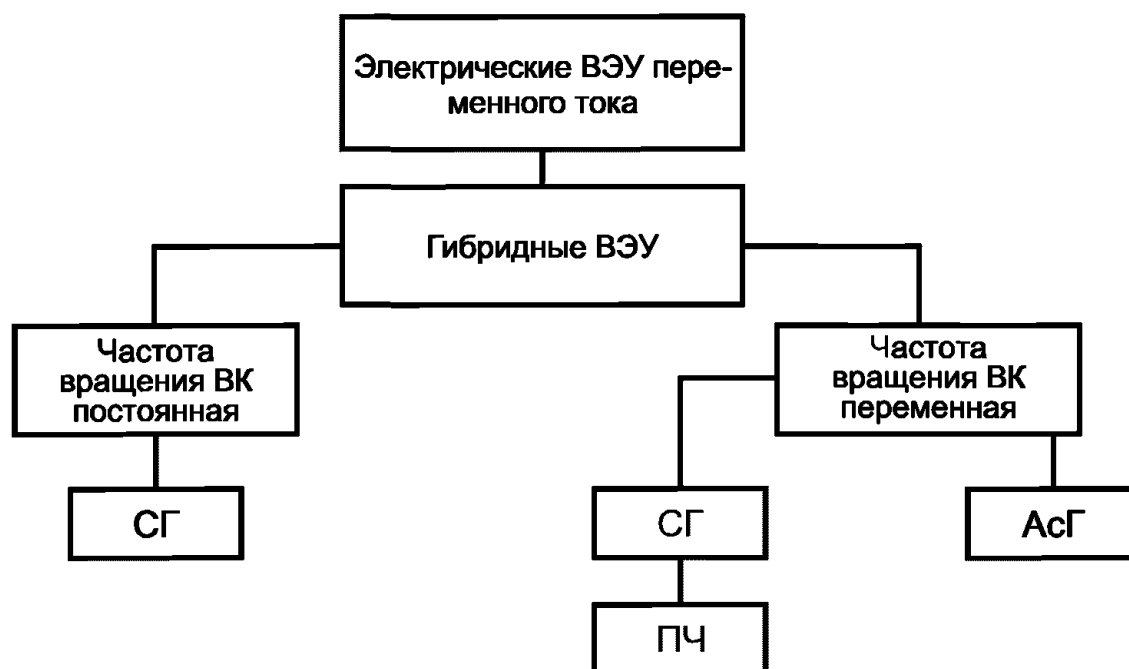 Электрические ВЭУ пере-
менного тока
Гибридные ВЭУ
Частота
вращения ВК
постоянная
Частота
вращения ВК
переменная
СГ
СГ
АсГ
ПЧ